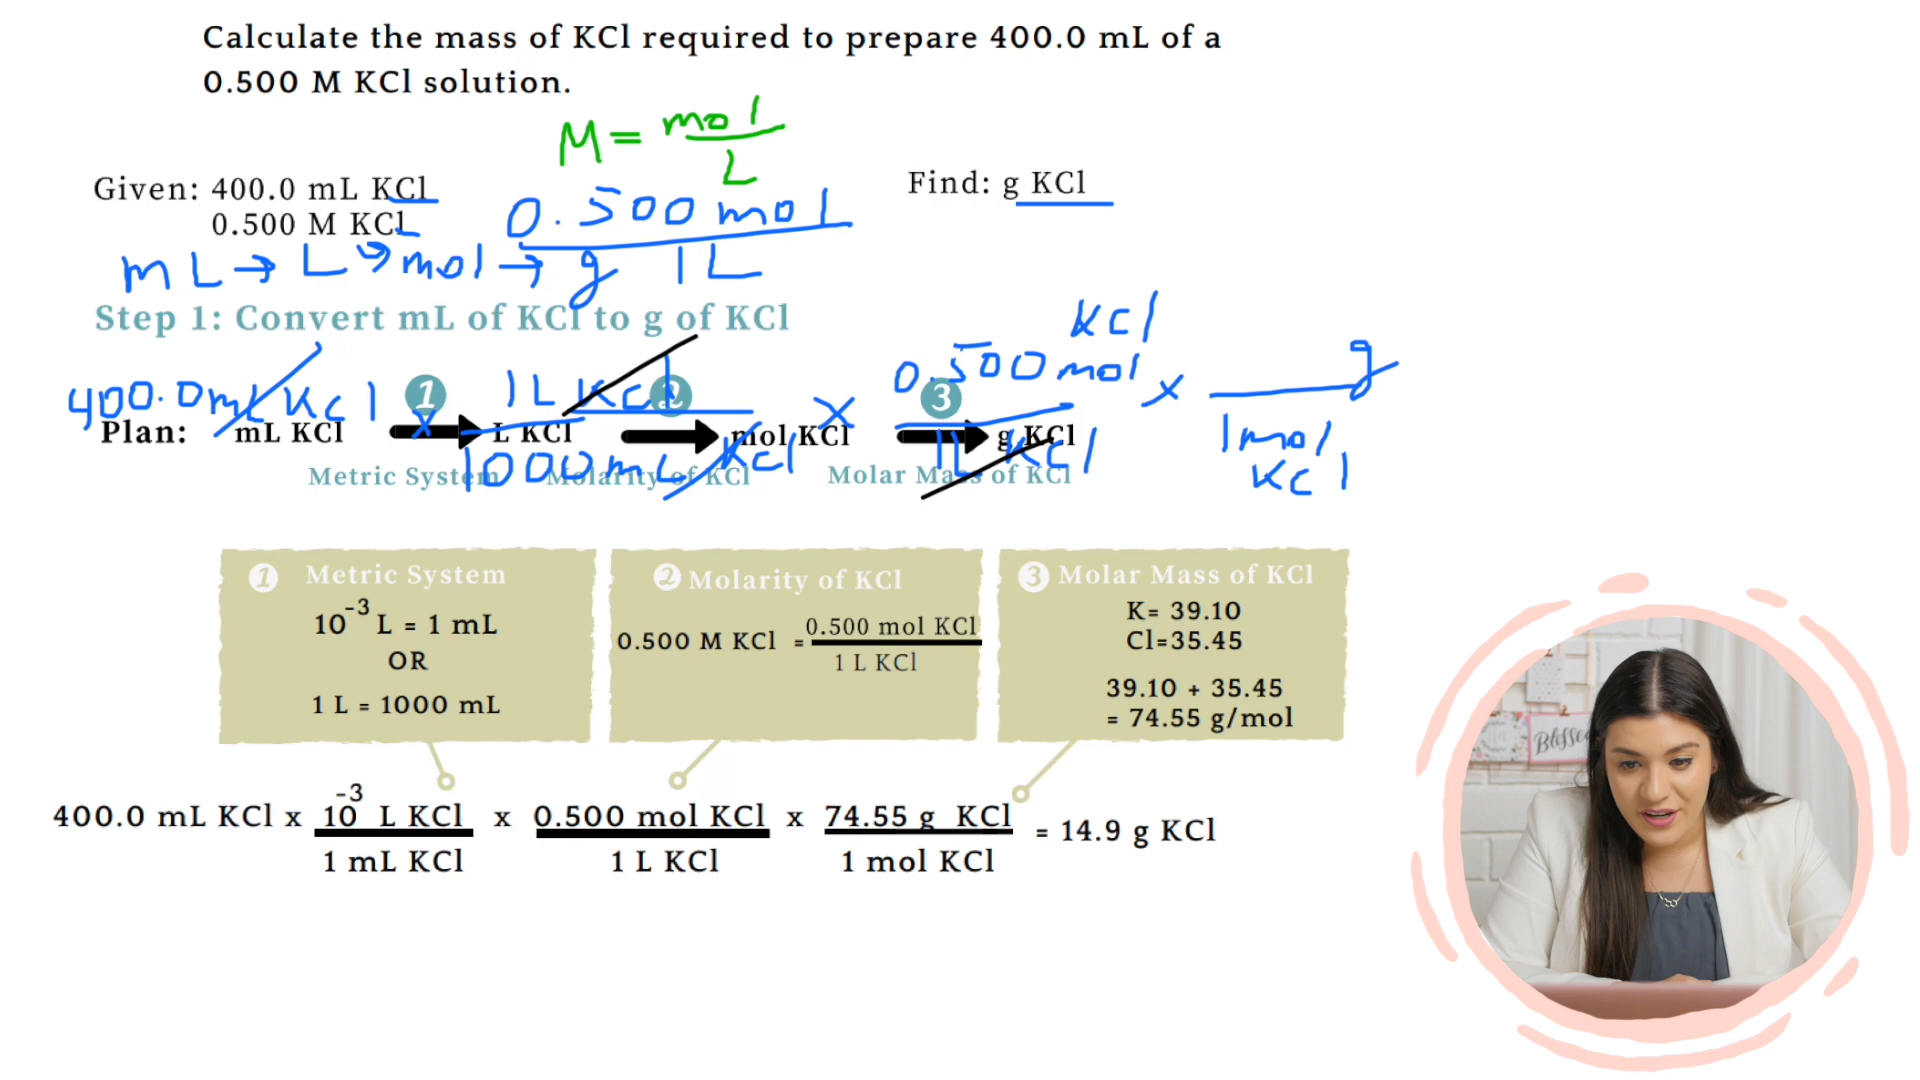 Calculate the mass of KCl required to prepare 400.0 mL of a
0.500 M KCl solution.
M = mol
L
Given: 400.0 mL KCl
Find: g KCl
0.500 M KCl
0.500 mol
1L
mL → L → mol → g
Step 1: Convert mL of KCl to g of KCl
400.0 mL KCl x 1L KCl x 0.500 mol KCl x g
1000 mL KCl 1L KCl 1 mol KCl
1 2 3
Plan: mL KCl L KCl mol KCl g KCl
Metric System Molarity of KCl Molar Mass of KCl
1 Metric System
10⁻³ L = 1 mL
OR
1 L = 1000 mL
2 Molarity of KCl
0.500 M KCl = 0.500 mol KCl
1 L KCl
3 Molar Mass of KCl
K= 39.10
Cl=35.45
39.10 + 35.45
= 74.55 g/mol
Blessed
400.0 mL KCl x 10⁻³ L KCl x 0.500 mol KCl x 74.55 g KCl = 14.9 g KCl
1 mL KCl 1 L KCl 1 mol KCl